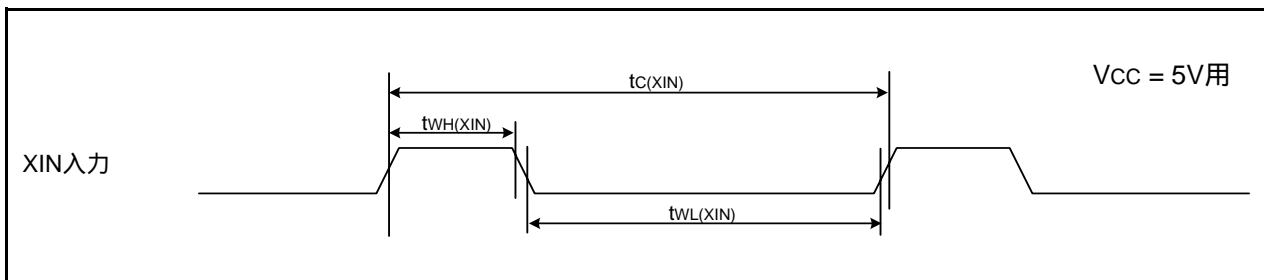 tC(XIN)
VCC = 5V用
tWH(XIN)
XIN入力
tWL(XIN)